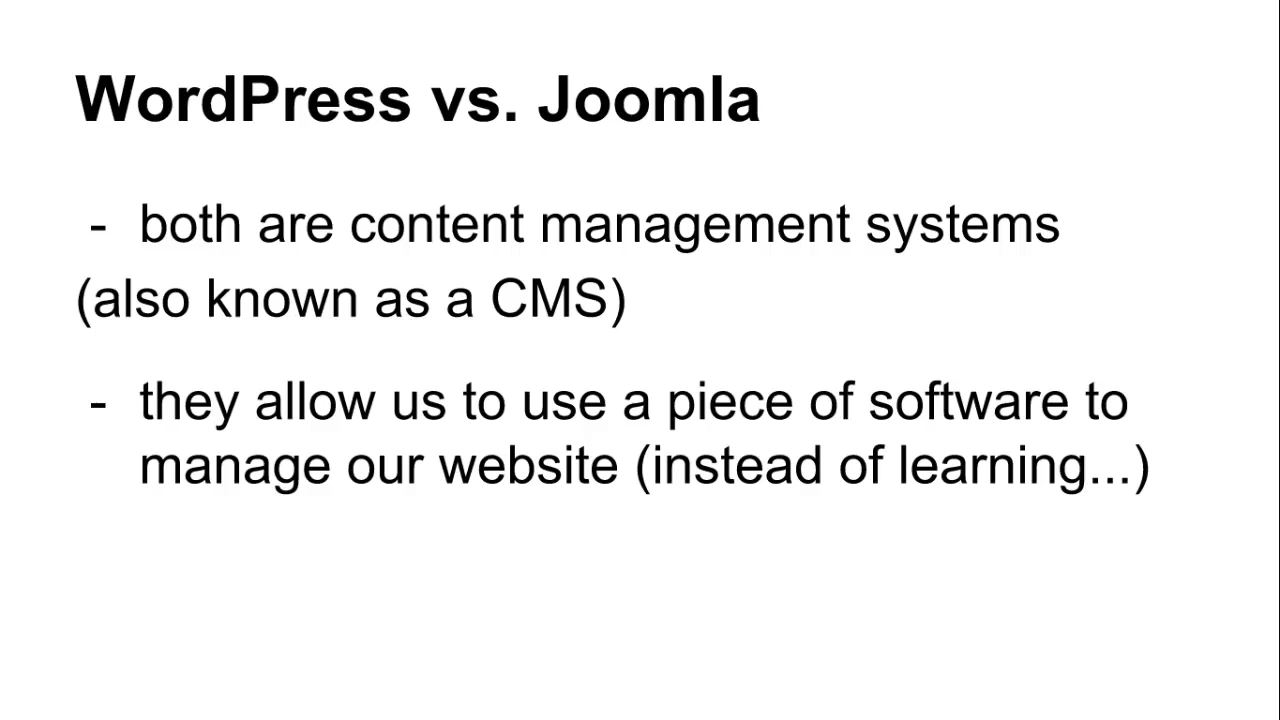 WordPress vs. Joomla
- both are content management systems
(also known as a CMS)
- they allow us to use a piece of software to
manage our website (instead of learning...)